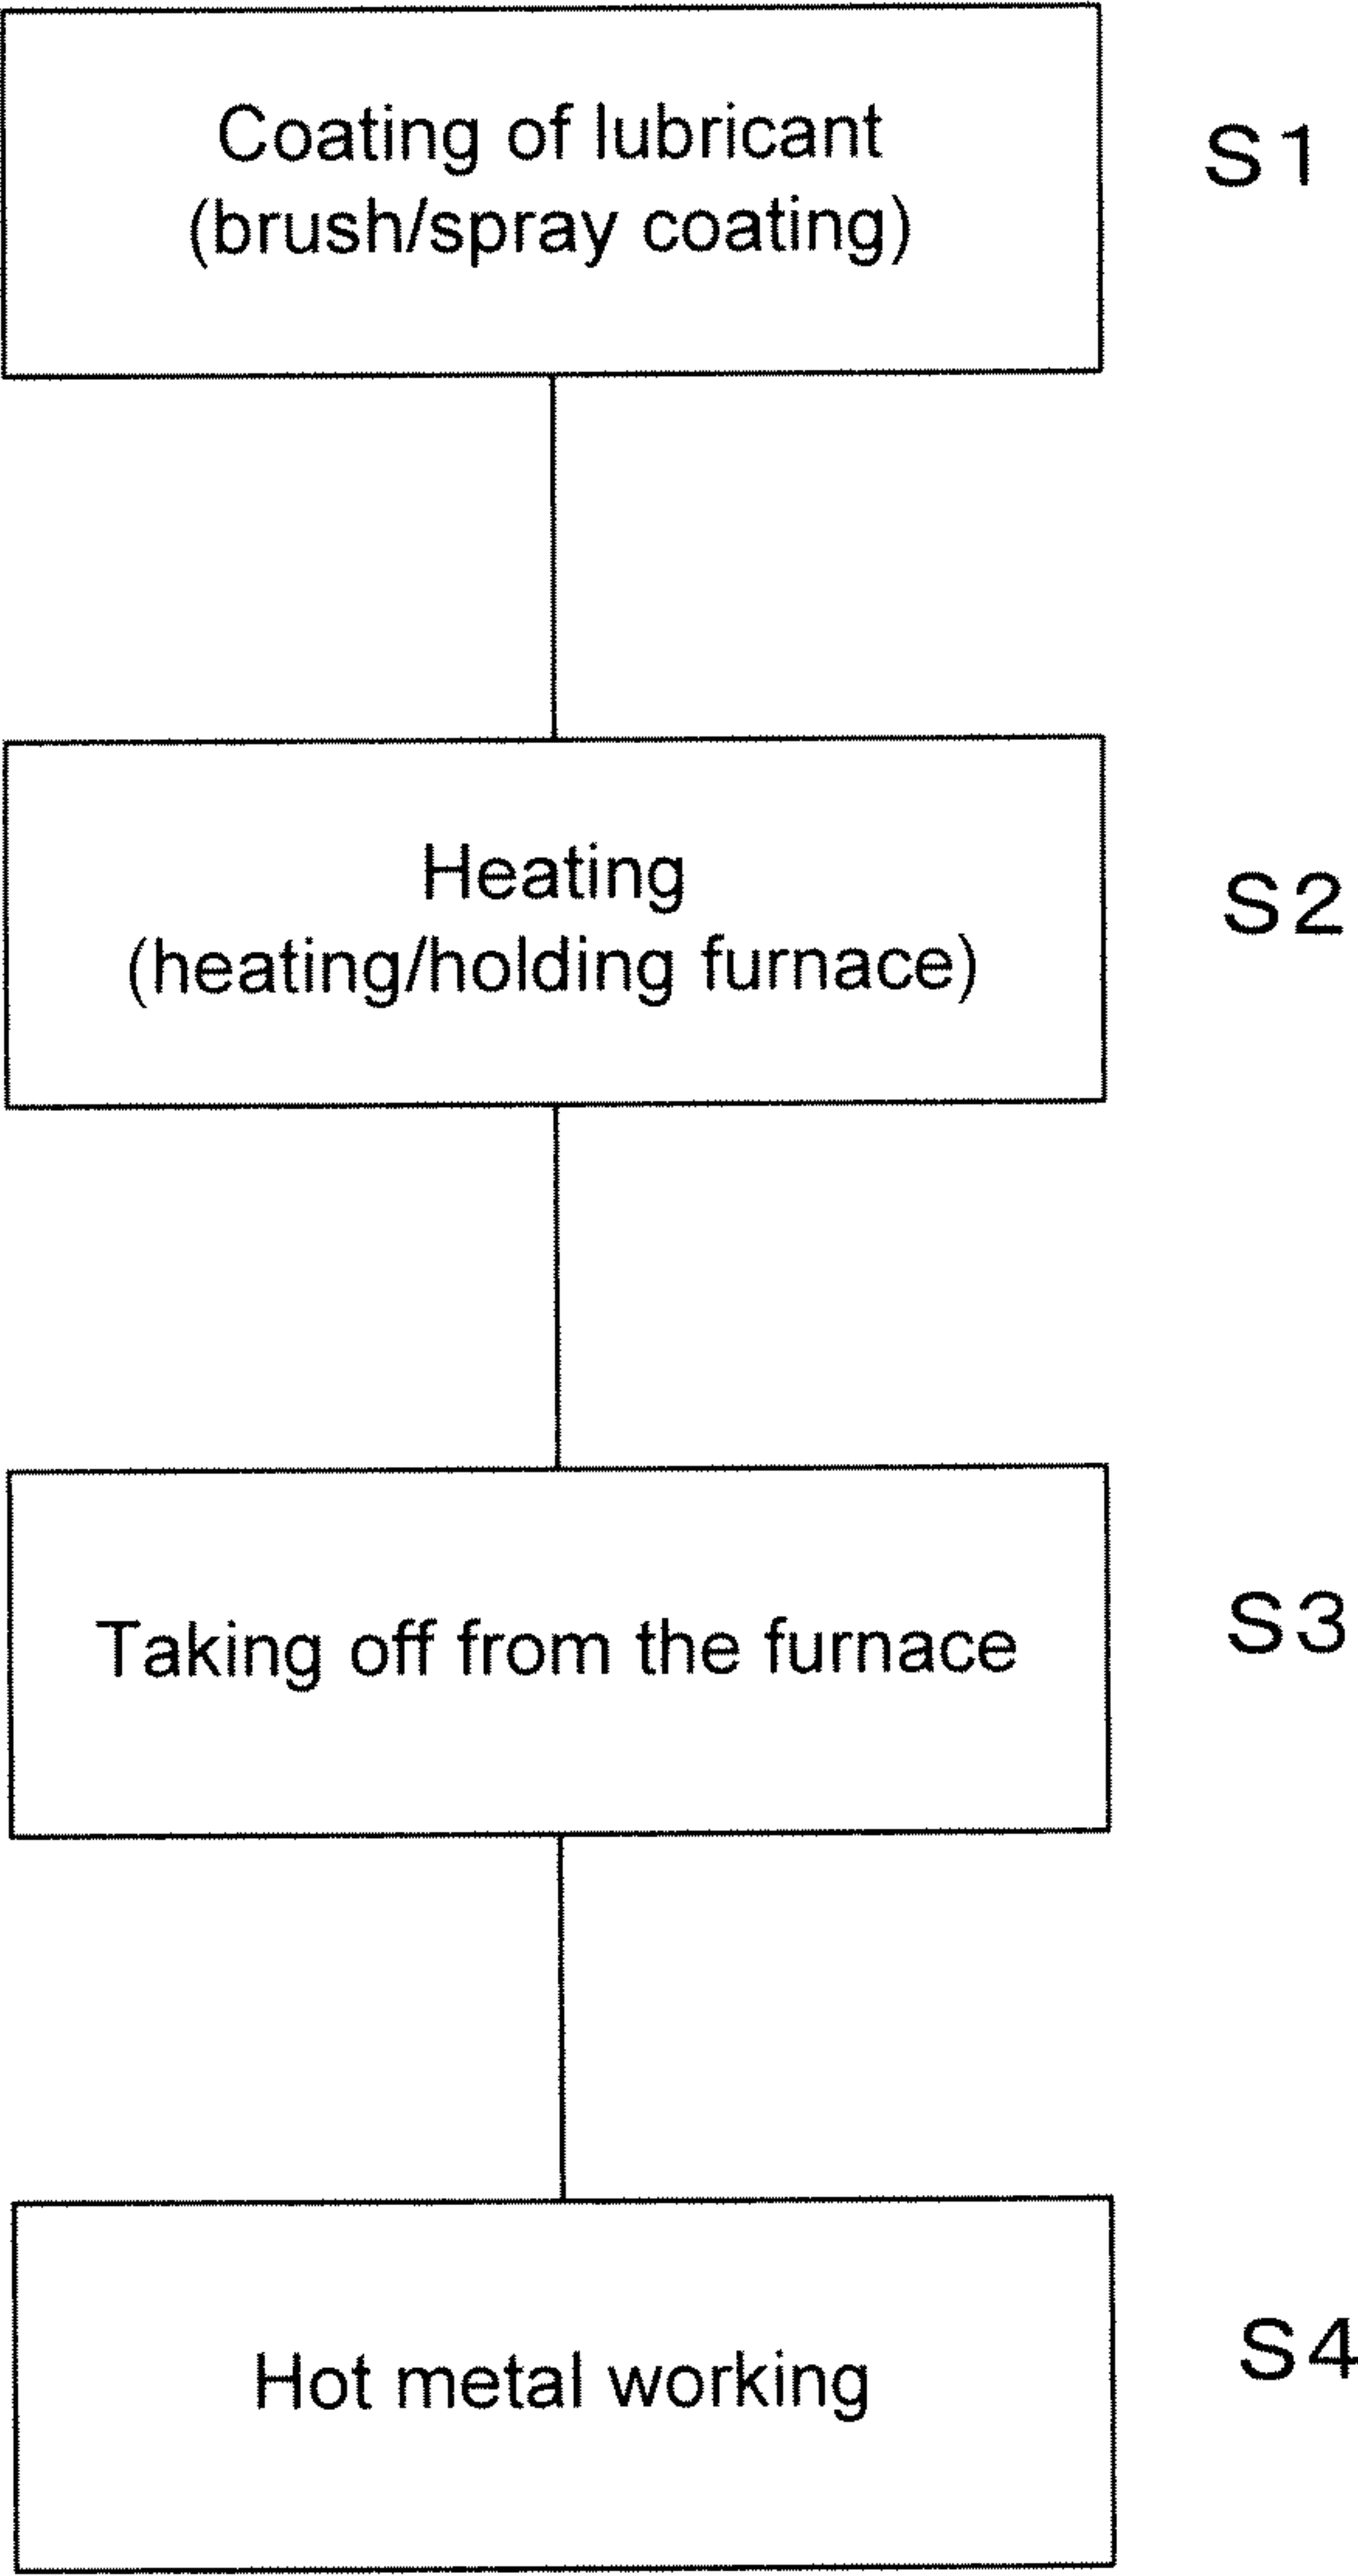 Coating of lubricant
(brush/spray coating)
S1
Heating
(heating/holding furnace)
S2
Taking off from the furnace
S3
Hot metal working
S4